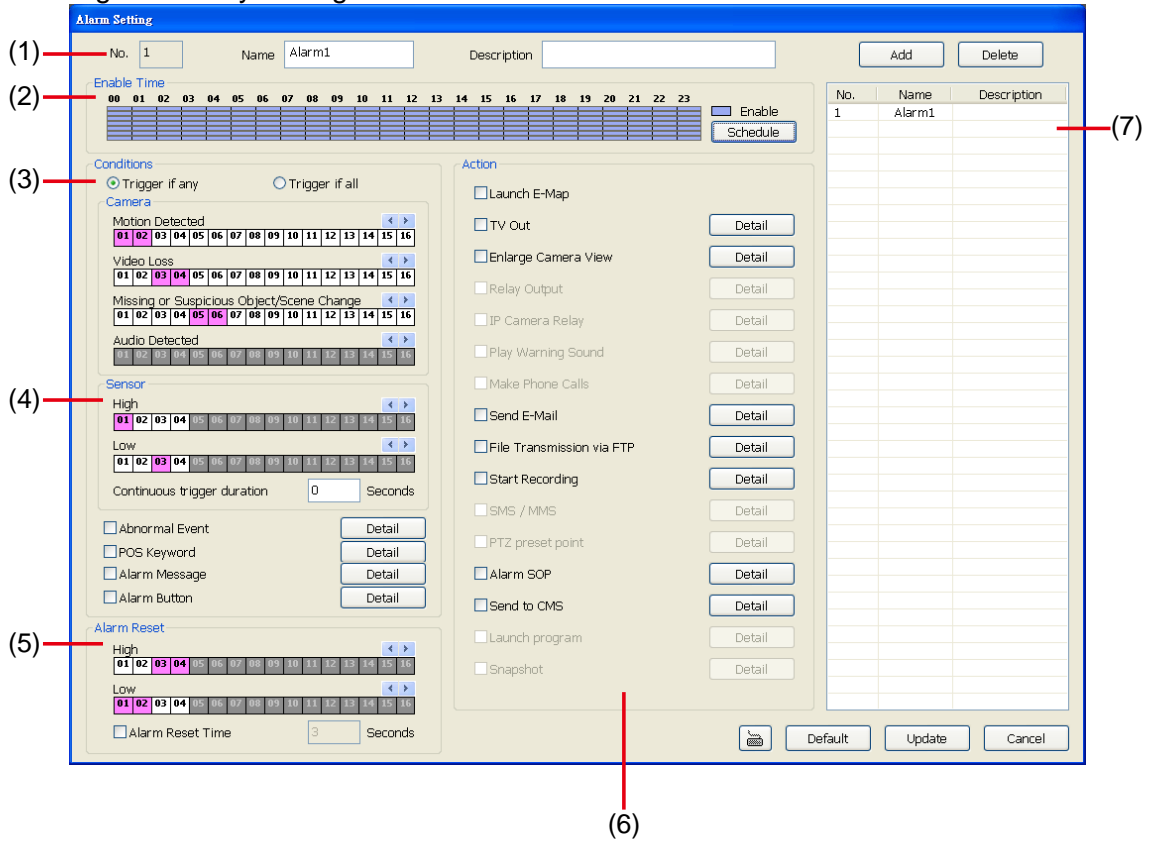 Alarm Setting
(1)
No. 1 Name Alarm1 Description Add Delete
(2)
Enable Time
00 01 02 03 04 05 06 07 08 09 10 11 12 13 14 15 16 17 18 19 20 21 22 23
Enable
Schedule
(3)
Conditions
Trigger if any Trigger if all
Camera
Motion Detected
01 02 03 04 05 06 07 08 09 10 11 12 13 14 15 16
Video Loss
01 02 03 04 05 06 07 08 09 10 11 12 13 14 15 16
Missing or Suspicious Object/Scene Change
01 02 03 04 05 06 07 08 09 10 11 12 13 14 15 16
Audio Detected
01 02 03 04 05 06 07 08 09 10 11 12 13 14 15 16
(4)
Sensor
High
01 02 03 04 05 06 07 08 09 10 11 12 13 14 15 16
Low
01 02 03 04 05 06 07 08 09 10 11 12 13 14 15 16
Continuous trigger duration 0 Seconds
Abnormal Event Detail
POS Keyword Detail
Alarm Message Detail
Alarm Button Detail
(5)
Alarm Reset
High
01 02 03 04 05 06 07 08 09 10 11 12 13 14 15 16
Low
01 02 03 04 05 06 07 08 09 10 11 12 13 14 15 16
Alarm Reset Time 3 Seconds
Action
Launch E-Map
TV Out Detail
Enlarge Camera View Detail
Relay Output Detail
IP Camera Relay Detail
Play Warning Sound Detail
Make Phone Calls Detail
Send E-Mail Detail
File Transmission via FTP Detail
Start Recording Detail
SMS / MMS Detail
PTZ preset point Detail
Alarm SOP Detail
Send to CMS Detail
Launch program Detail
Snapshot Detail
(6)
No. Name Description
1 Alarm1
(7)
Default Update Cancel